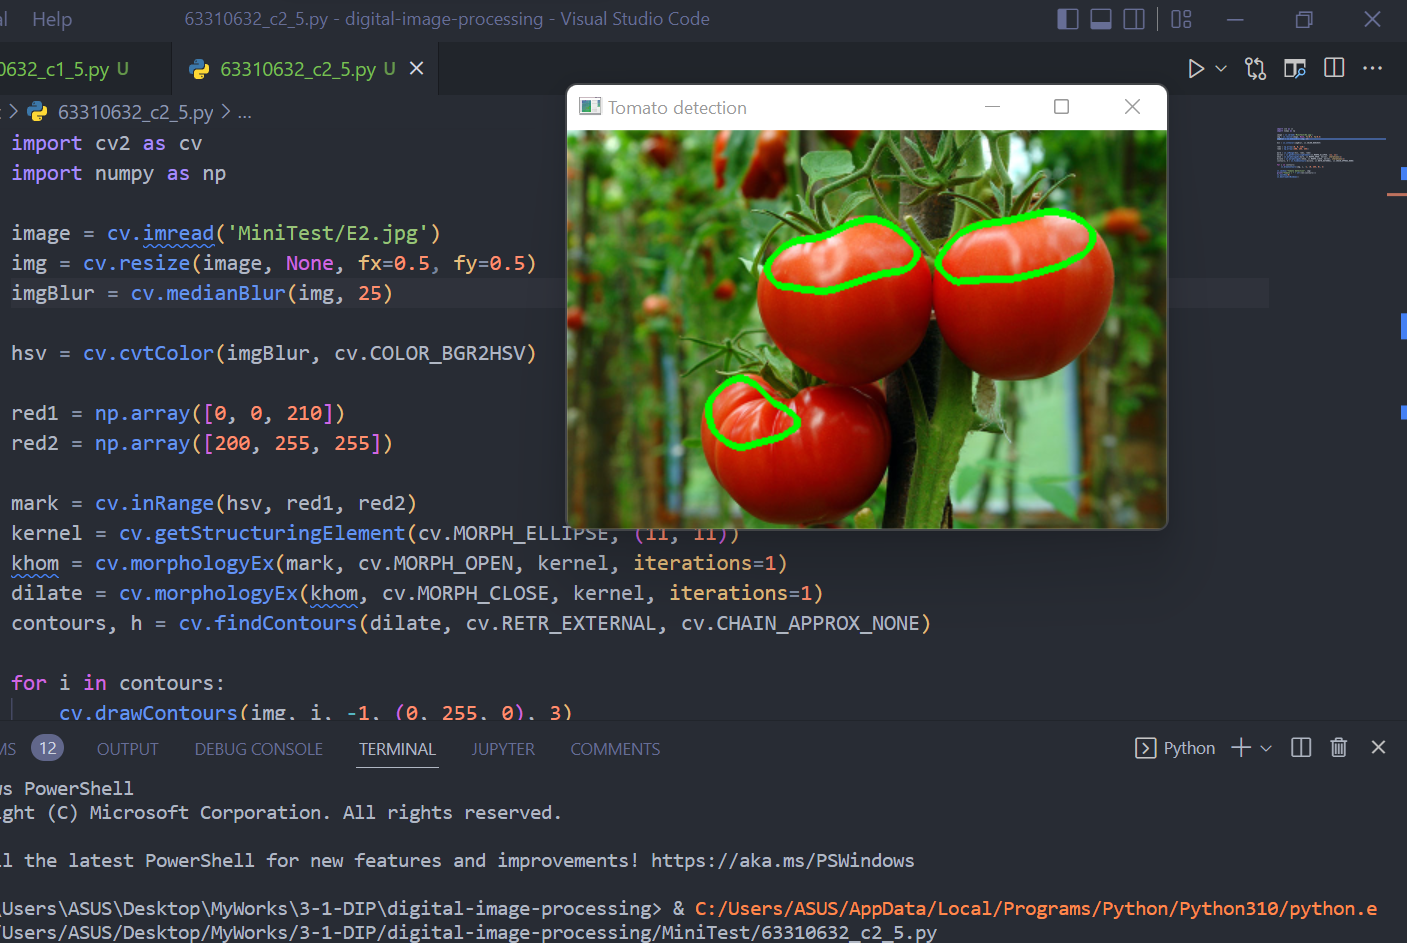 al Help 63310632_c2_5.py - digital-image-processing - Visual Studio Code
0632_c1_5.py U 63310632_c2_5.py U
63310632_c2_5.py > ...
Tomato detection
import cv2 as cv
import numpy as np
image = cv.imread('MiniTest/E2.jpg')
img = cv.resize(image, None, fx=0.5, fy=0.5)
imgBlur = cv.medianBlur(img, 25)
hsv = cv.cvtColor(imgBlur, cv.COLOR_BGR2HSV)
red1 = np.array([0, 0, 210])
red2 = np.array([200, 255, 255])
mark = cv.inRange(hsv, red1, red2)
kernel = cv.getStructuringElement(cv.MORPH_ELLIPSE, (11, 11))
khom = cv.morphologyEx(mark, cv.MORPH_OPEN, kernel, iterations=1)
dilate = cv.morphologyEx(khom, cv.MORPH_CLOSE, kernel, iterations=1)
contours, h = cv.findContours(dilate, cv.RETR_EXTERNAL, cv.CHAIN_APPROX_NONE)
for i in contours:
cv.drawContours(img, i, -1, (0, 255, 0), 3)
MS 12 OUTPUT DEBUG CONSOLE TERMINAL JUPYTER COMMENTS Python
ws PowerShell
ight (C) Microsoft Corporation. All rights reserved.
ll the latest PowerShell for new features and improvements! https://aka.ms/PSWindows
\Users\ASUS\Desktop\MyWorks\3-1-DIP\digital-image-processing> & C:/Users/ASUS/AppData/Local/Programs/Python/Python310/python.e
/Users/ASUS/Desktop/MyWorks/3-1-DIP/digital-image-processing/MiniTest/63310632_c2_5.py